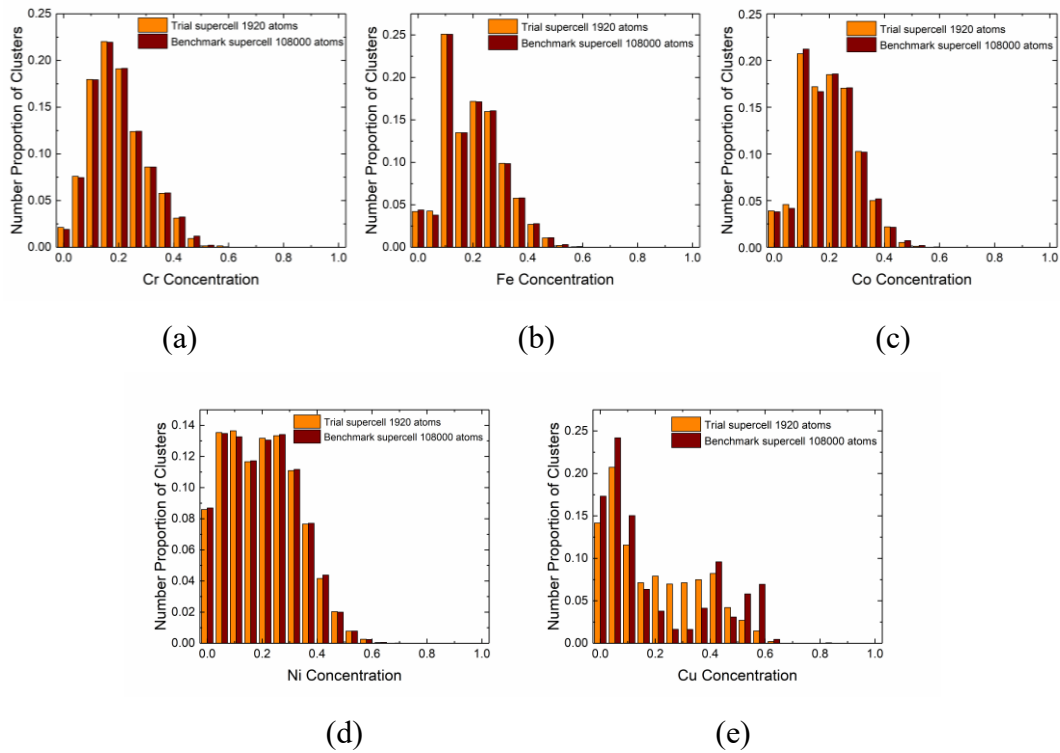 0.25
0.20
0.15
0.10
0.05
0.00
Number Proportion of Clusters
Trial supercell 1920 atoms
Benchmark supercell 108000 atoms
0.0 0.2 0.4 0.6 0.8 1.0
Cr Concentration
(a)
0.25
0.20
0.15
0.10
0.05
0.00
Number Proportion of Clusters
Trial supercell 1920 atoms
Benchmark supercell 108000 atoms
0.0 0.2 0.4 0.6 0.8 1.0
Fe Concentration
(b)
0.25
0.20
0.15
0.10
0.05
0.00
Number Proportion of Clusters
Trial supercell 1920 atoms
Benchmark supercell 108000 atoms
0.0 0.2 0.4 0.6 0.8 1.0
Co Concentration
(c)
0.14
0.12
0.10
0.08
0.06
0.04
0.02
0.00
Number Proportion of Clusters
Trial supercell 1920 atoms
Benchmark supercell 108000 atoms
0.0 0.2 0.4 0.6 0.8 1.0
Ni Concentration
(d)
0.25
0.20
0.15
0.10
0.05
0.00
Number Proportion of Clusters
Trial supercell 1920 atoms
Benchmark supercell 108000 atoms
0.0 0.2 0.4 0.6 0.8 1.0
Cu Concentration
(e)